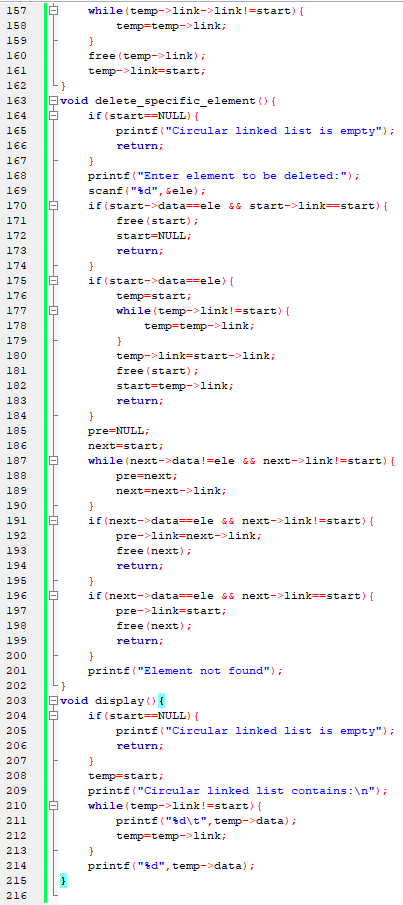 157 while(temp->link->link!=start){
158 temp=temp->link;
159 }
160 free(temp->link);
161 temp->link=start;
162 }
163 void delete_specific_element(){
164 if(start==NULL){
165 printf("Circular linked list is empty");
166 return;
167 }
168 printf("Enter element to be deleted:");
169 scanf("%d",&ele);
170 if(start->data==ele && start->link==start){
171 free(start);
172 start=NULL;
173 return;
174 }
175 if(start->data==ele){
176 temp=start;
177 while(temp->link!=start){
178 temp=temp->link;
179 }
180 temp->link=start->link;
181 free(start);
182 start=temp->link;
183 return;
184 }
185 pre=NULL;
186 next=start;
187 while(next->data!=ele && next->link!=start){
188 pre=next;
189 next=next->link;
190 }
191 if(next->data==ele && next->link!=start){
192 pre->link=next->link;
193 free(next);
194 return;
195 }
196 if(next->data==ele && next->link==start){
197 pre->link=start;
198 free(next);
199 return;
200 }
201 printf("Element not found");
202 }
203 void display(){
204 if(start==NULL){
205 printf("Circular linked list is empty");
206 return;
207 }
208 temp=start;
209 printf("Circular linked list contains:\n");
210 while(temp->link!=start){
211 printf("%d\t",temp->data);
212 temp=temp->link;
213 }
214 printf("%d",temp->data);
215 }
216